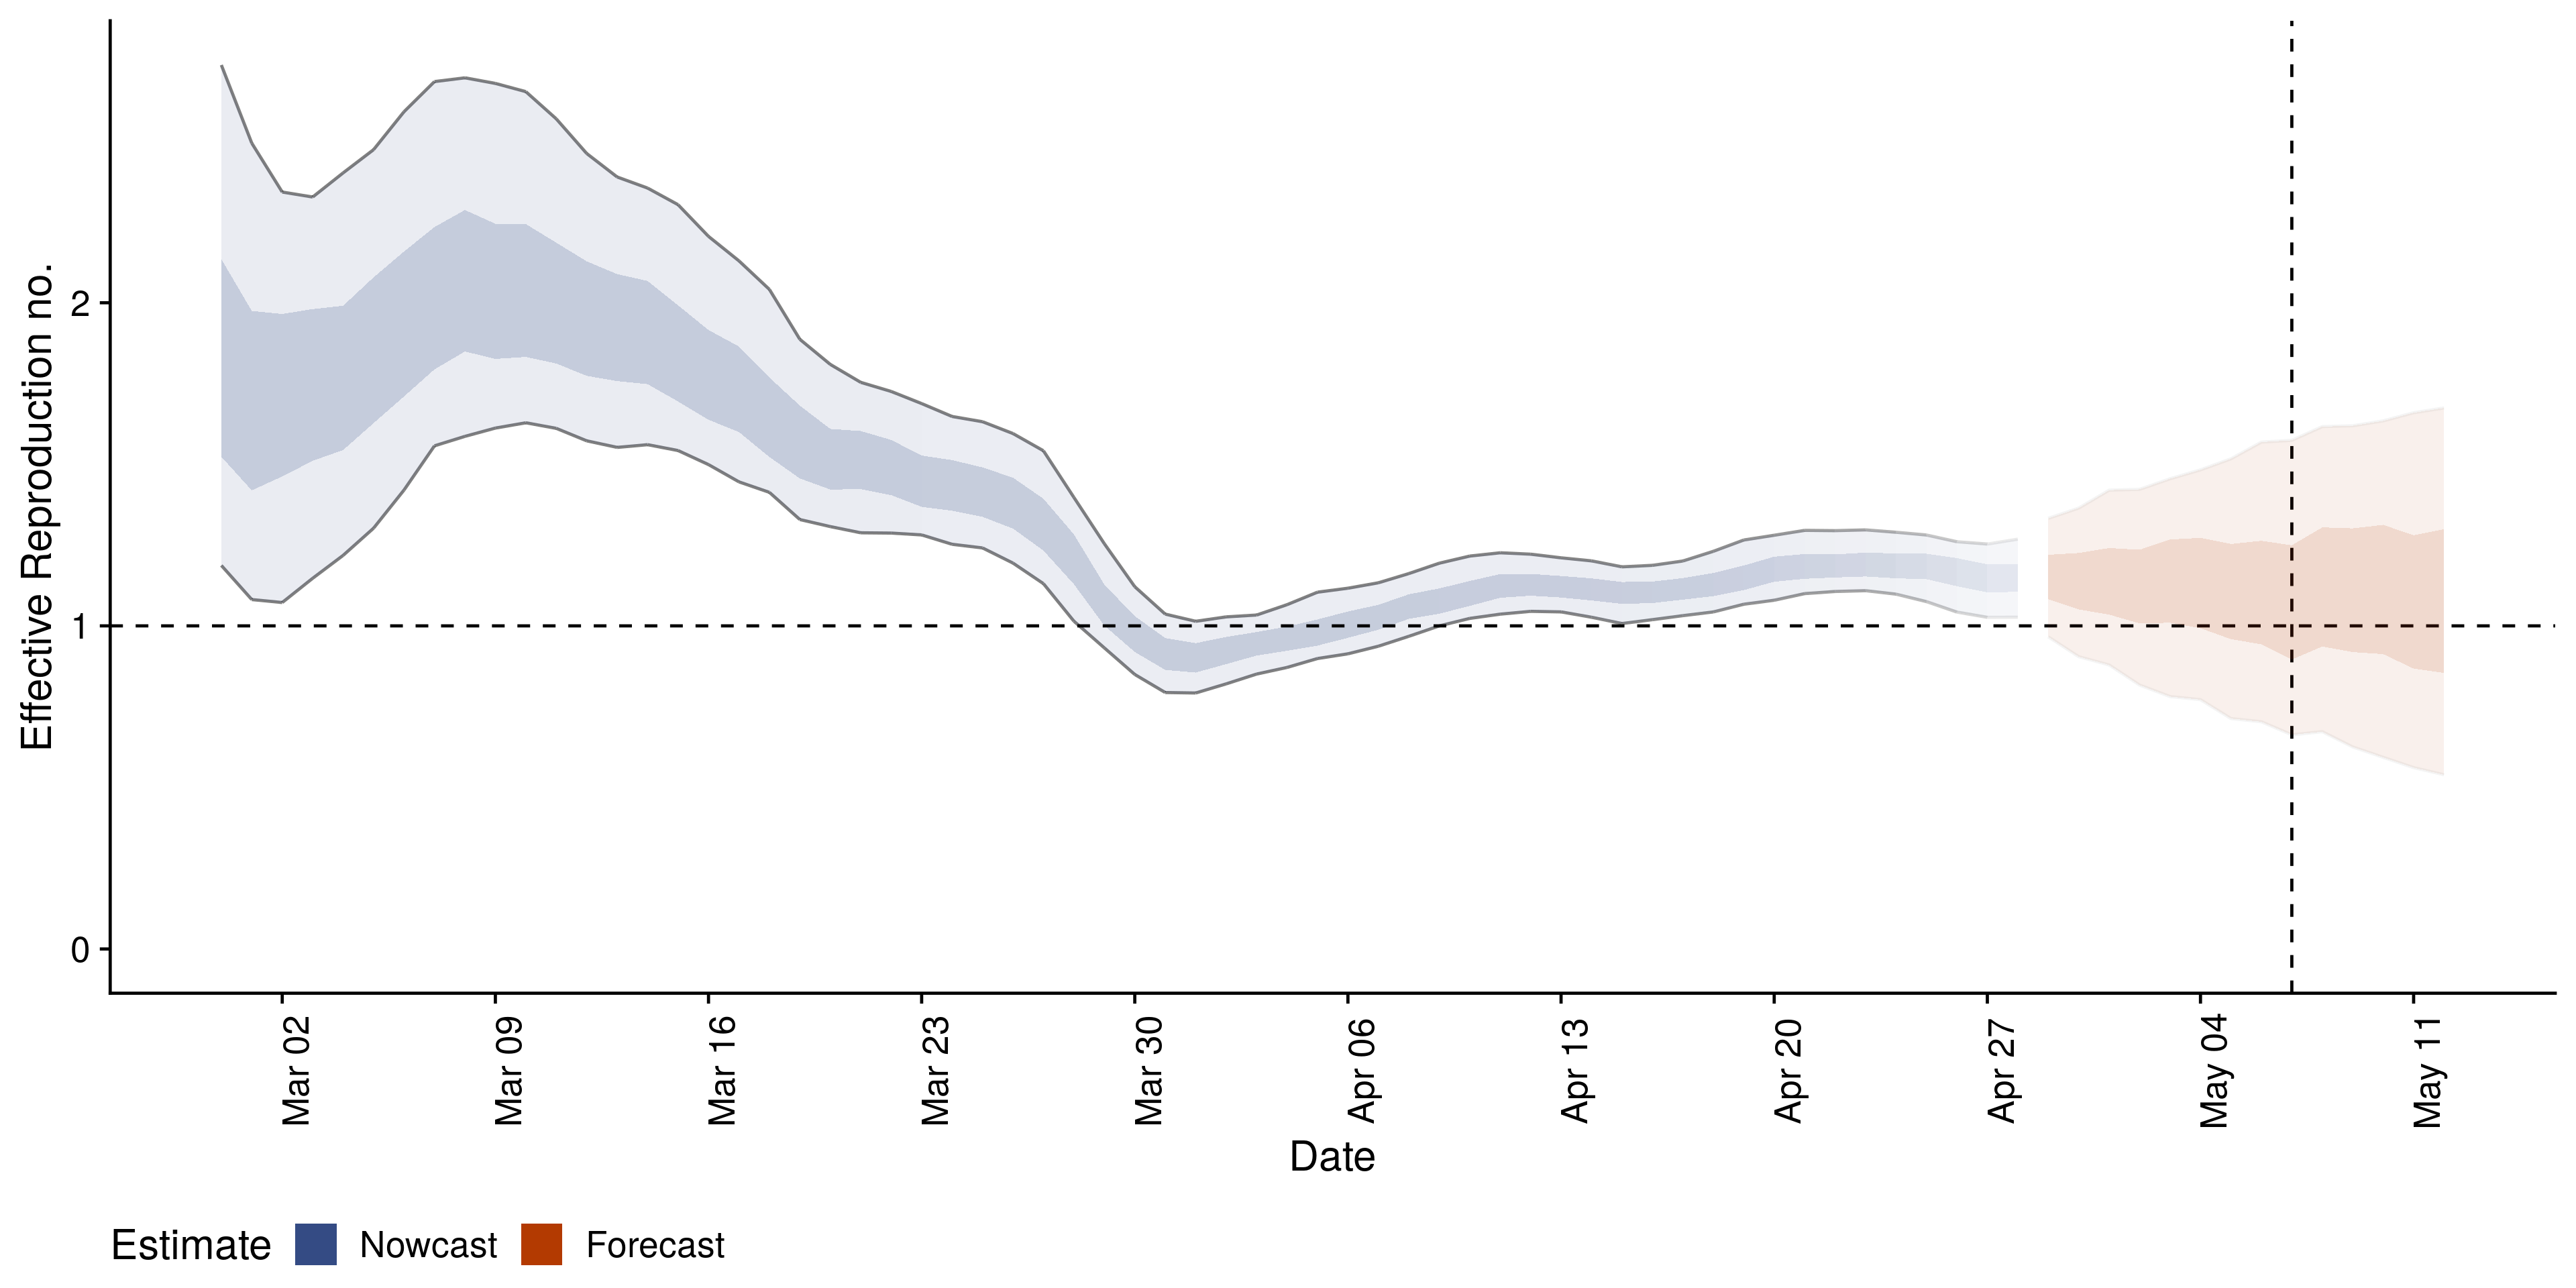 Effective Reproduction no.
2
1
0
Mar 02
Mar 09
Mar 16
Mar 23
Mar 30
Apr 06
Apr 13
Apr 20
Apr 27
May 04
May 11
Date
Estimate Nowcast Forecast